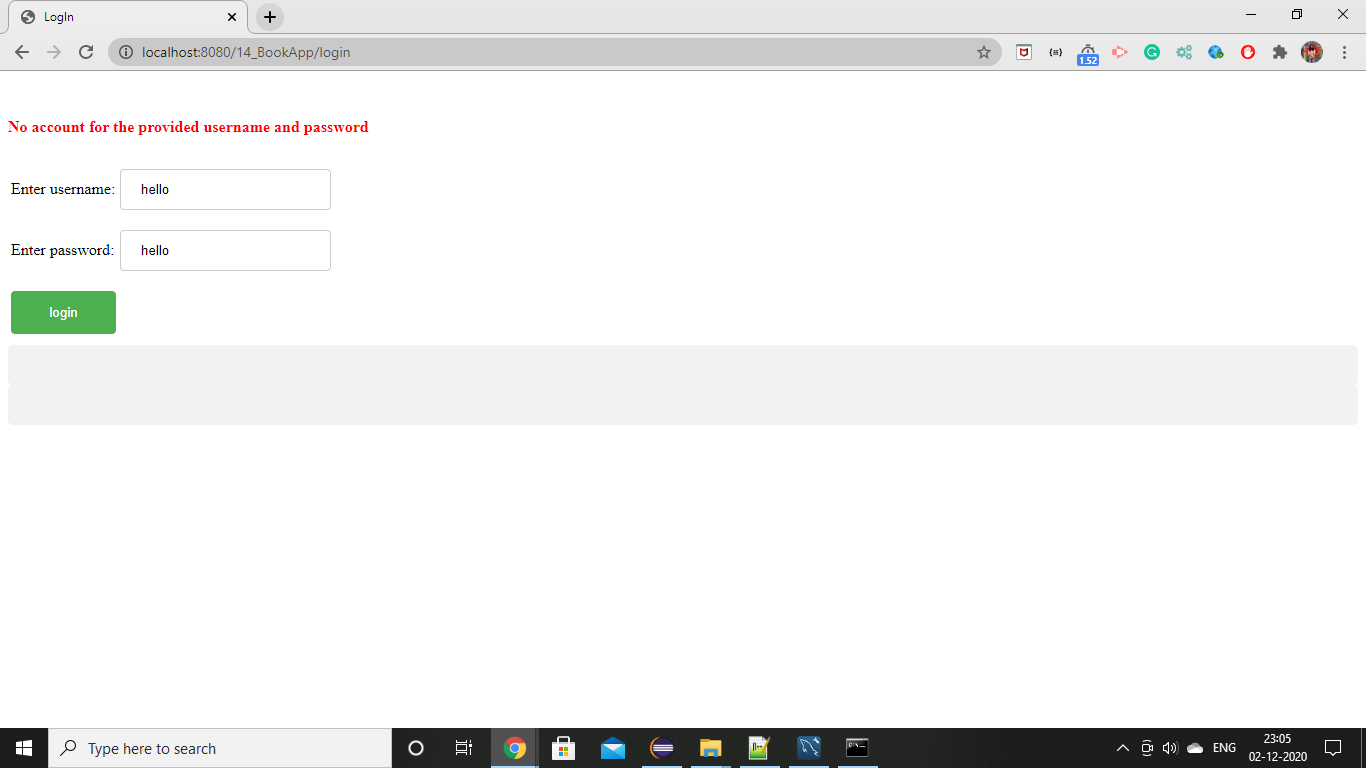 LogIn
localhost:8080/14_BookApp/login
1.52
No account for the provided username and password
Enter username: hello
Enter password: hello
login
Type here to search
ENG
23:05
02-12-2020